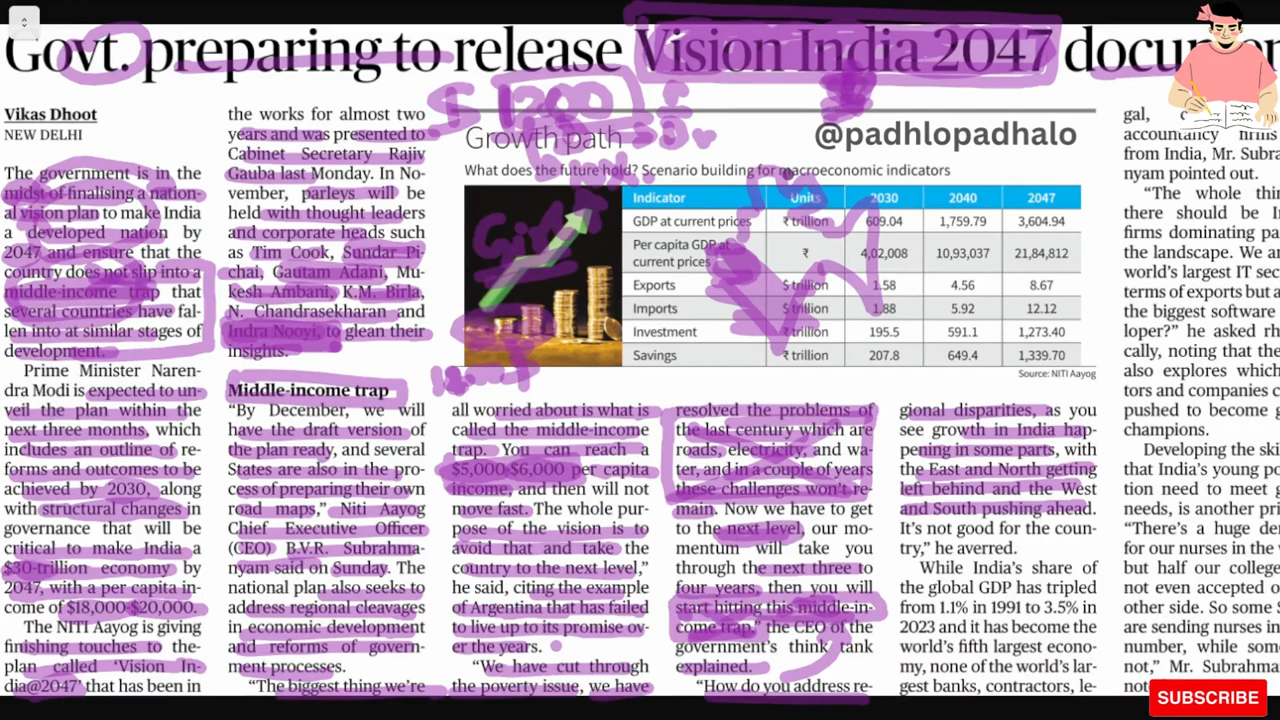 Govt. preparing to release Vision India 2047
Vikas Dhoot
NEW DELHI
The government is in the
midst of finalising a nation-
al vision plan to make India
a developed nation by
2047 and ensure that the
country does not slip into a
middle-income trap that
several countries have fal-
len into at similar stages of
development.
Prime Minister Naren-
dra Modi is expected to un-
veil the plan within the
next three months, which
includes an outline of re-
forms and outcomes to be
achieved by 2030, along
with structural changes in
governance that will be
critical to make India a
$30-trillion economy by
2047, with a per capita in-
come of $18,000-$20,000.
The NITI Aayog is giving
finishing touches to the
plan called ‘Vision In-
dia@2047’ that has been in
the works for almost two
years and was presented to
Cabinet Secretary Rajiv
Gauba last Monday. In No-
vember, parleys will be
held with thought leaders
and corporate heads such
as Tim Cook, Sundar Pi-
chai, Gautam Adani, Mu-
kesh Ambani, K.M. Birla,
N. Chandrasekharan and
Indra Nooyi, to glean their
insights.
Middle-income trap
“By December, we will
have the draft version of
the plan ready, and several
States are also in the pro-
cess of preparing their own
road maps,” Niti Aayog
Chief Executive Officer
(CEO) B.V.R. Subrahma-
nyam said on Sunday. The
national plan also seeks to
address regional cleavages
in economic development
and reforms of govern-
ment processes.
“The biggest thing we’re
$ 1200
@padhlopadhalo
Growth path
What does the future hold? Scenario building for macroeconomic indicators
Indicator Units 2030 2040 2047
GDP at current prices ₹ trillion 609.04 1,759.79 3,604.94
Per capita GDP at
current prices ₹ 4,02,008 10,93,037 21,84,812
Exports $ trillion 1.58 4.56 8.67
Imports $ trillion 1.88 5.92 12.12
Investment ₹ trillion 195.5 591.1 1,273.40
Savings ₹ trillion 207.8 649.4 1,339.70
Source: NITI Aayog
all worried about is what is
called the middle-income
trap. You can reach a
$5,000-$6,000 per capita
income, and then will not
move fast. The whole pur-
pose of the vision is to
avoid that and take the
country to the next level,”
he said, citing the example
of Argentina that has failed
to live up to its promise ov-
er the years.
“We have cut through
the poverty issue, we have
resolved the problems of
the last century which are
roads, electricity, and wa-
ter, and in a couple of years
these challenges won’t re-
main. Now we have to get
to the next level, our mo-
mentum will take you
through the next three to
four years, then you will
start hitting this middle-in-
come trap,” the CEO of the
government’s think tank
explained.
“How do you address re-
gional disparities, as you
see growth in India hap-
pening in some parts, with
the East and North getting
left behind and the West
and South pushing ahead.
It’s not good for the coun-
try,” he averred.
While India’s share of
the global GDP has tripled
from 1.1% in 1991 to 3.5% in
2023 and it has become the
world’s fifth largest econo-
my, none of the world’s lar-
gest banks, contractors, le-
gal,
accountancy firms
from India, Mr. Subra
nyam pointed out.
“The whole thin
there should be I
firms dominating pa
the landscape. We ar
world’s largest IT sec
terms of exports but a
the biggest software
loper?” he asked rh
cally, noting that the
also explores which
tors and companies c
pushed to become g
champions.
Developing the ski
that India’s young po
tion need to meet g
needs, is another pri
“There’s a huge der
for our nurses in the
but half our college
not even accepted o
other side. So some S
are sending nurses in
number, while som
not,” Mr. Subrahma
SUBSCRIBE